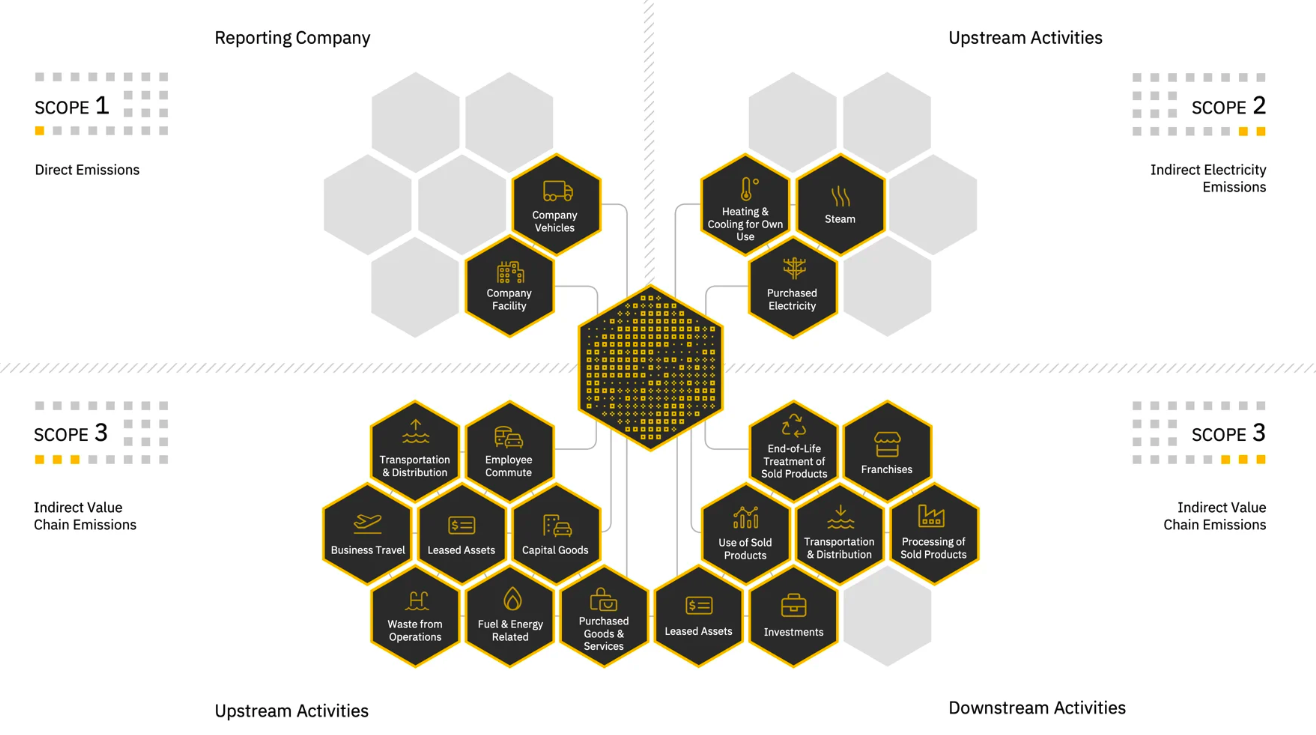 Reporting Company
Upstream Activities
SCOPE 1
Direct Emissions
SCOPE 2
Indirect Electricity
Emissions
Company
Vehicles
Company
Facility
Heating &
Cooling for Own
Use
Steam
Purchased
Electricity
SCOPE 3
Indirect Value
Chain Emissions
SCOPE 3
Indirect Value
Chain Emissions
Transportation
& Distribution
Employee
Commute
Business Travel
Leased Assets
Capital Goods
Waste from
Operations
Fuel & Energy
Related
Purchased
Goods &
Services
End-of-Life
Treatment of
Sold Products
Franchises
Use of Sold
Products
Transportation
& Distribution
Processing of
Sold Products
Leased Assets
Investments
Upstream Activities
Downstream Activities